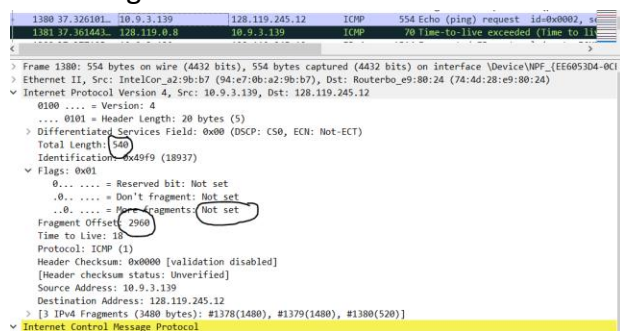 1380 37.326101… 10.9.3.139 128.119.245.12 ICMP 554 Echo (ping) request id=0x0002, se
1381 37.361443… 128.119.0.8 10.9.3.139 ICMP 70 Time-to-live exceeded (Time to li
Frame 1380: 554 bytes on wire (4432 bits), 554 bytes captured (4432 bits) on interface \Device\NPF_{EE6053D4-0CE
Ethernet II, Src: IntelCor_a2:9b:b7 (94:e7:0b:a2:9b:b7), Dst: Routerbo_e9:80:24 (74:4d:28:e9:80:24)
Internet Protocol Version 4, Src: 10.9.3.139, Dst: 128.119.245.12
0100 .... = Version: 4
.... 0101 = Header Length: 20 bytes (5)
Differentiated Services Field: 0x00 (DSCP: CS0, ECN: Not-ECT)
Total Length: 540
Identification: 0x49f9 (18937)
Flags: 0x01
0... .... = Reserved bit: Not set
.0.. .... = Don't fragment: Not set
..0. .... = More fragments: Not set
Fragment Offset: 2960
Time to Live: 18
Protocol: ICMP (1)
Header Checksum: 0x0000 [validation disabled]
[Header checksum status: Unverified]
Source Address: 10.9.3.139
Destination Address: 128.119.245.12
[3 IPv4 Fragments (3480 bytes): #1378(1480), #1379(1480), #1380(520)]
Internet Control Message Protocol